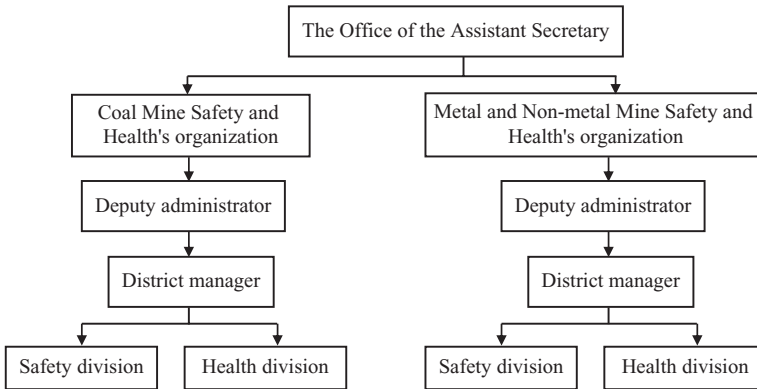 The Office of the Assistant Secretary
Coal Mine Safety and
Health's organization
Metal and Non-metal Mine Safety and
Health's organization
Deputy administrator
Deputy administrator
District manager
District manager
Safety division
Health division
Safety division
Health division